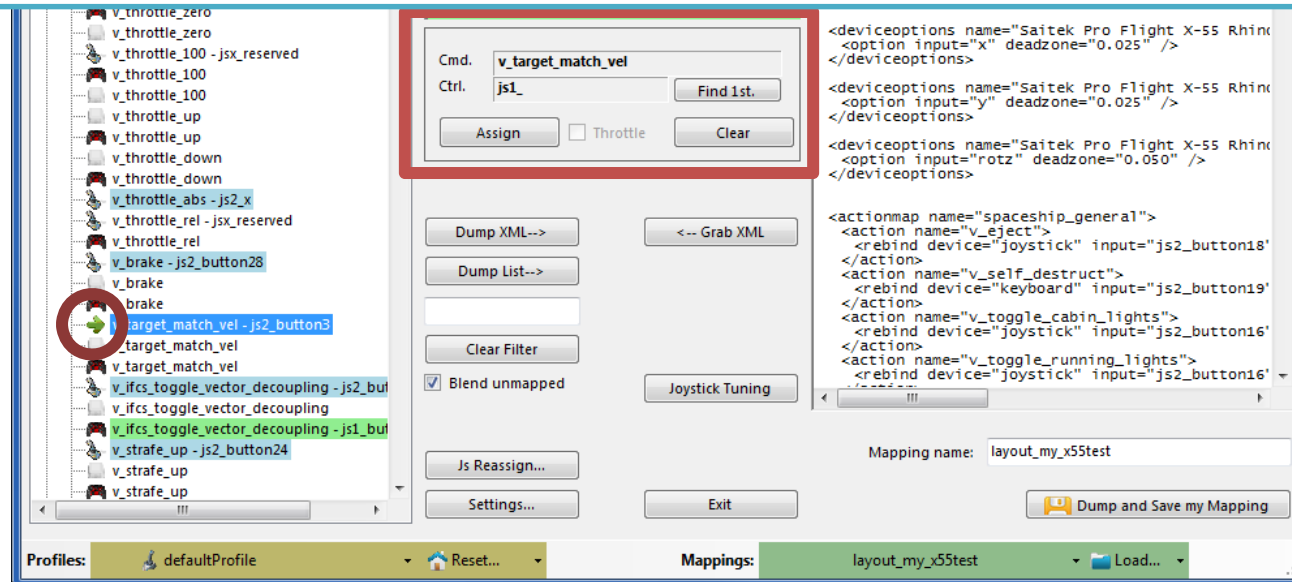 v_throttle_zero
v_throttle_zero
v_throttle_100 - jsx_reserved
v_throttle_100
v_throttle_100
v_throttle_up
v_throttle_up
v_throttle_down
v_throttle_down
v_throttle_abs - js2_x
v_throttle_rel - jsx_reserved
v_throttle_rel
v_brake - js2_button28
v_brake
brake
target_match_vel - js2_button3
_target_match_vel
v_target_match_vel
v_ifcs_toggle_vector_decoupling - js2_but
v_ifcs_toggle_vector_decoupling
v_ifcs_toggle_vector_decoupling - js1_but
v_strafe_up - js2_button24
v_strafe_up
v_strafe_up
Cmd. v_target_match_vel
Ctrl. js1_ Find 1st.
Assign Throttle Clear
Dump XML--> <-- Grab XML
Dump List-->
Clear Filter
Blend unmapped Joystick Tuning
Js Reassign...
Settings... Exit
<deviceoptions name="Saitek Pro Flight X-55 Rhino
<option input="x" deadzone="0.025" />
</deviceoptions>
<deviceoptions name="Saitek Pro Flight X-55 Rhino
<option input="y" deadzone="0.025" />
</deviceoptions>
<deviceoptions name="Saitek Pro Flight X-55 Rhino
<option input="rotz" deadzone="0.050" />
</deviceoptions>
<actionmap name="spaceship_general">
<action name="v_eject">
<rebind device="joystick" input="js2_button18"
</action>
<action name="v_self_destruct">
<rebind device="keyboard" input="js2_button19"
</action>
<action name="v_toggle_cabin_lights">
<rebind device="joystick" input="js2_button16"
</action>
<action name="v_toggle_running_lights">
<rebind device="joystick" input="js2_button16"
Mapping name: layout_my_x55test
Dump and Save my Mapping
Profiles: defaultProfile Reset... Mappings: layout_my_x55test Load...